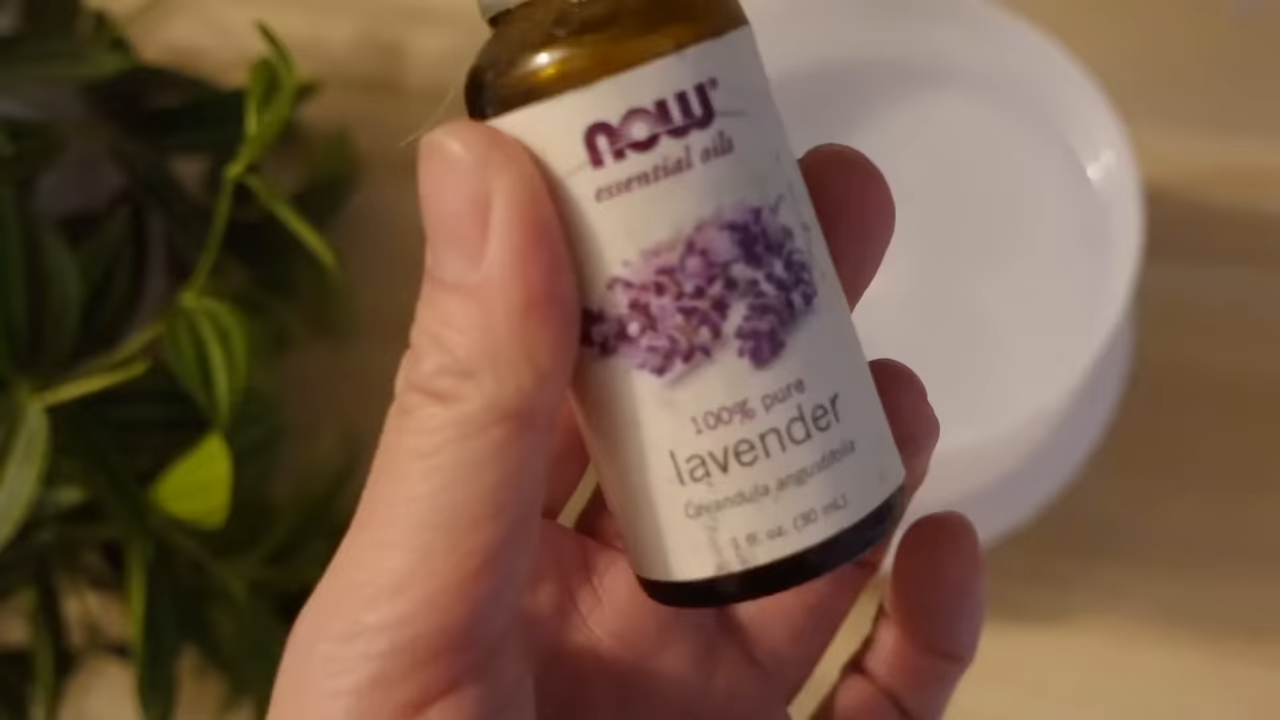 now®
essential oils
100% pure
lavender
Lavandula angustifolia
1 fl. oz. (30 mL)